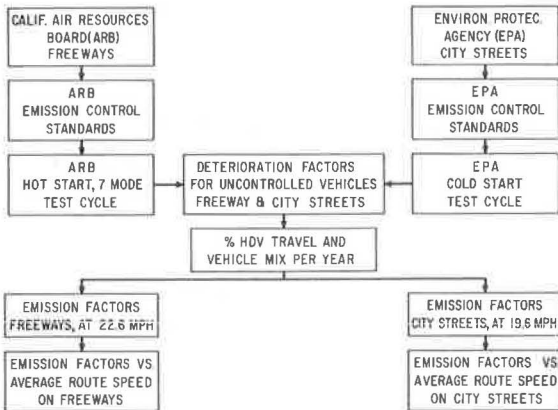 CALIF. AIR RESOURCES
BOARD(ARB)
FREEWAYS
ENVIRON PROTEC.
AGENCY (EPA)
CITY STREETS
ARB
EMISSION CONTROL
STANDARDS
EPA
EMISSION CONTROL
STANDARDS
ARB
HOT START, 7 MODE
TEST CYCLE
DETERIORATION FACTORS
FOR UNCONTROLLED VEHICLES
FREEWAY & CITY STREETS
EPA
COLD START
TEST CYCLE
% HDV TRAVEL AND
VEHICLE MIX PER YEAR
EMISSION FACTORS
FREEWAYS, AT 22.6 MPH
EMISSION FACTORS
CITY STREETS, AT 19.6 MPH
EMISSION FACTORS VS
AVERAGE ROUTE SPEED
ON FREEWAYS
EMISSION FACTORS VS
AVERAGE ROUTE SPEED
ON CITY STREETS